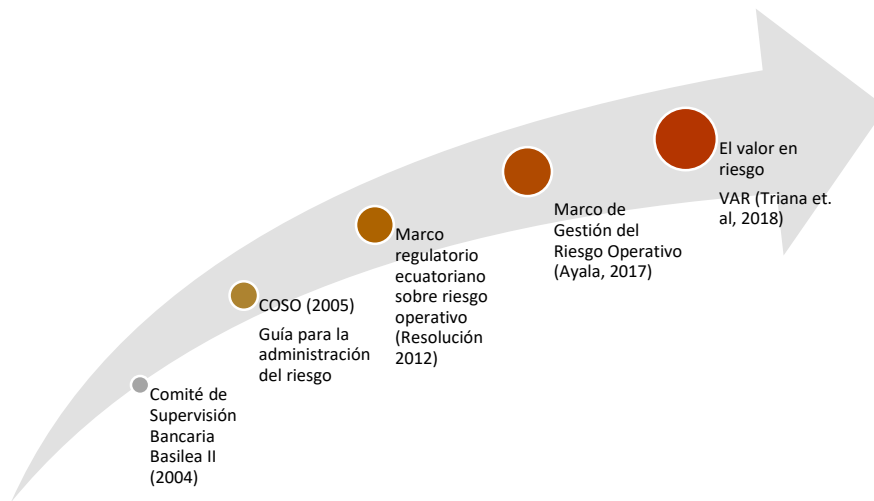 Comité de
Supervisión
Bancaria
Basilea II
(2004)
COSO (2005)
Guía para la
administración
del riesgo
Marco
regulatorio
ecuatoriano
sobre riesgo
operativo
(Resolución
2012)
Marco de
Gestión del
Riesgo Operativo
(Ayala, 2017)
El valor en
riesgo
VAR (Triana et.
al, 2018)